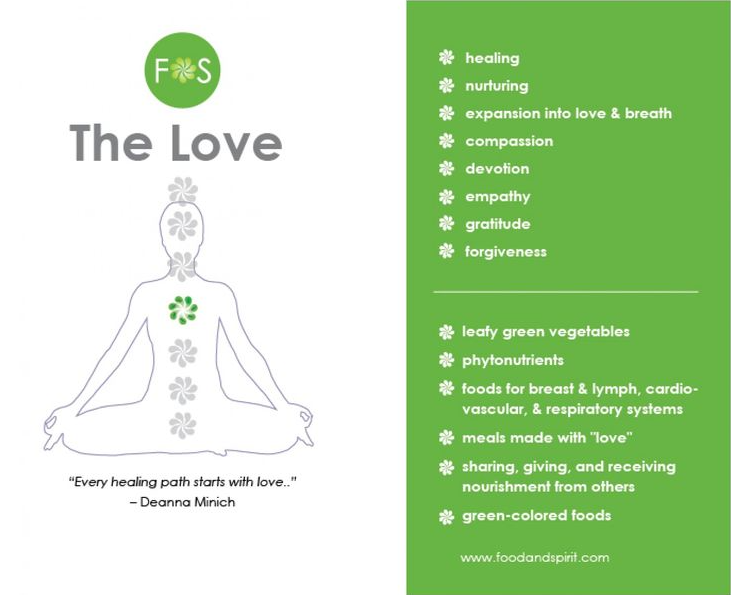 F S
The Love
“Every healing path starts with love..”
– Deanna Minich
healing
nurturing
expansion into love & breath
compassion
devotion
empathy
gratitude
forgiveness
leafy green vegetables
phytonutrients
foods for breast & lymph, cardio-
vascular, & respiratory systems
meals made with "love"
sharing, giving, and receiving
nourishment from others
green-colored foods
www.foodandspirit.com